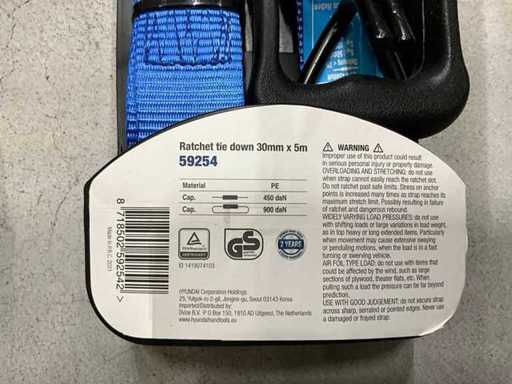 Ratchet tie down 30mm x 5m
59254
Material PE
Cap. 450 daN
Cap. 900 daN
GS
2 YEARS
HYUNDAI Corporation Holdings
25, Yulgok-ro 2-gil, Jongno-gu, Seoul 03143 Korea
Imported/Distributed by:
The Netherlands
www.hyundaihandtools.eu
8 718502 592542
Made in P.R.C. 2021
WARNING
Improper use of this product could result
in serious personal injury or property damage.
OVERLOADING AND STRETCHING: do not use
when strap cannot easily reach the ratchet slot.
Do not ratchet past safe limits. Stress on anchor
points is increased many times as strap reaches its
maximum stretch limit. Possibly resulting in failure
of ratchet and dangerous rebound.
WIDELY VARYING LOAD PRESSURES: do not use
with shifting loads or large variations in load weight,
as in top heavy or long extended items. Particularly
when movement may cause extensive swaying
or pendulling motions, when the load is in a fast
turning or swerving vehicle.
AIR FOIL TYPE LOAD: do not use with items that
could be affected by the wind, such as large
sections of plywood, theater flats, etc. When
pulling such a load the pressure can be far beyond
prediction.
USE WITH GOOD JUDGEMENT: do not secure straps
across sharp, serrated or pointed edges. Never use
a damaged or frayed strap.